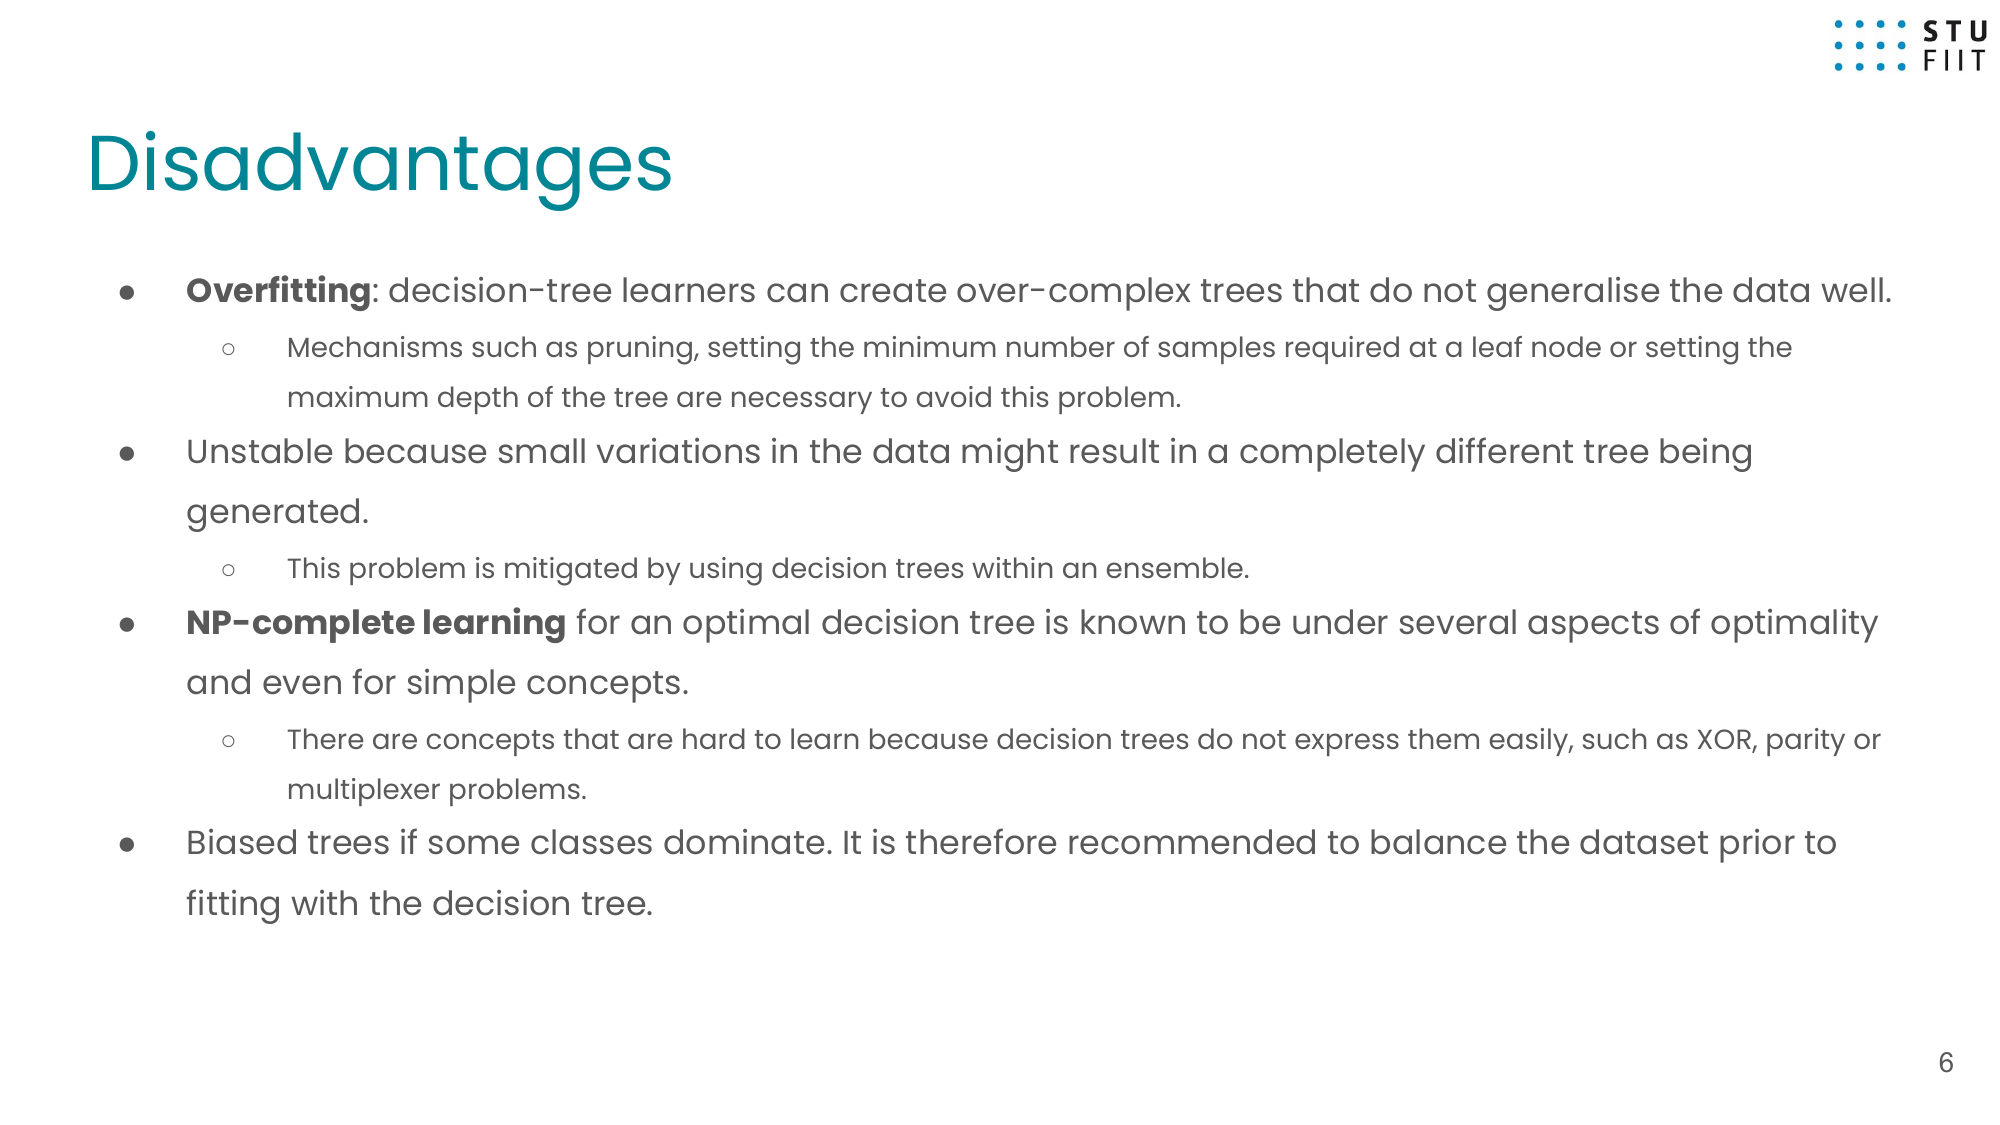 STU
FIIT
Disadvantages
● Overfitting: decision-tree learners can create over-complex trees that do not generalise the data well.
○ Mechanisms such as pruning, setting the minimum number of samples required at a leaf node or setting the
maximum depth of the tree are necessary to avoid this problem.
● Unstable because small variations in the data might result in a completely different tree being
generated.
○ This problem is mitigated by using decision trees within an ensemble.
● NP-complete learning for an optimal decision tree is known to be under several aspects of optimality
and even for simple concepts.
○ There are concepts that are hard to learn because decision trees do not express them easily, such as XOR, parity or
multiplexer problems.
● Biased trees if some classes dominate. It is therefore recommended to balance the dataset prior to
fitting with the decision tree.
6